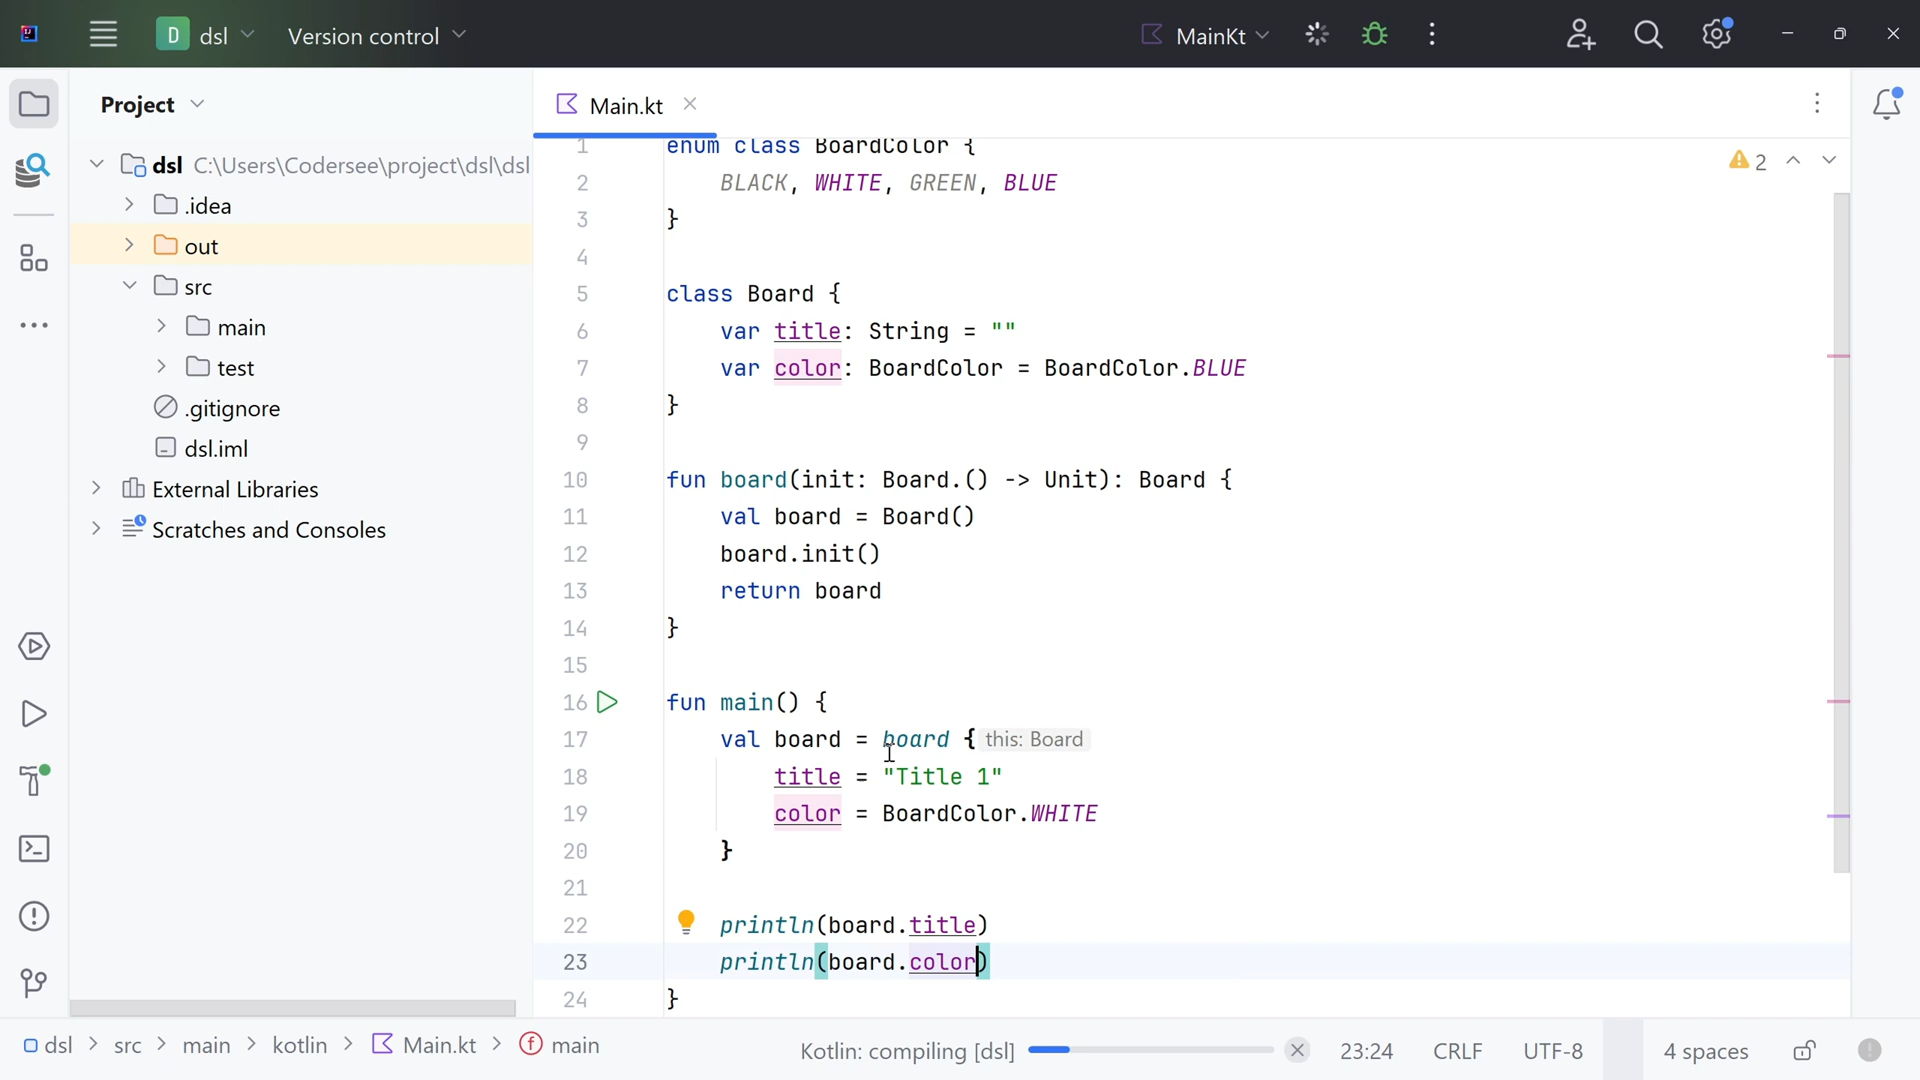 D dsl Version control MainKt
Project
dsl C:\Users\Codersee\project\dsl\dsl
.idea
out
src
main
test
.gitignore
dsl.iml
External Libraries
Scratches and Consoles
Main.kt
2
1 enum class BoardColor {
2 BLACK, WHITE, GREEN, BLUE
3 }
4
5 class Board {
6 var title: String = ""
7 var color: BoardColor = BoardColor.BLUE
8 }
9
10 fun board(init: Board.() -> Unit): Board {
11 val board = Board()
12 board.init()
13 return board
14 }
15
16 fun main() {
17 val board = board { this: Board
18 title = "Title 1"
19 color = BoardColor.WHITE
20 }
21
22 println(board.title)
23 println(board.color)
24 }
dsl > src > main > kotlin > Main.kt > main Kotlin: compiling [dsl] 23:24 CRLF UTF-8 4 spaces